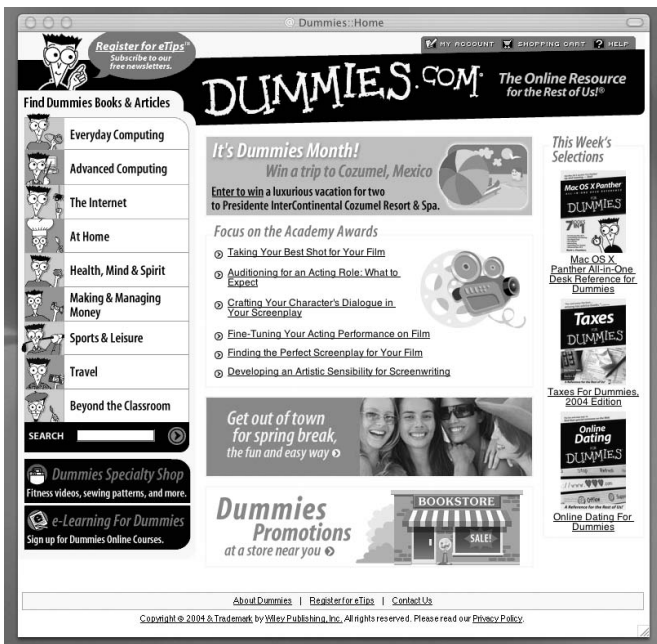 Dummies::Home
Register for eTips™
Subscribe to our
free newsletters.
MY ACCOUNT SHOPPING CART ? HELP
DUMMIES.COM
The Online Resource
for the Rest of Us!®
Find Dummies Books & Articles
Everyday Computing
Advanced Computing
The Internet
At Home
Health, Mind & Spirit
Making & Managing
Money
Sports & Leisure
Travel
Beyond the Classroom
SEARCH
Dummies Specialty Shop
Fitness videos, sewing patterns, and more.
e-Learning For Dummies
Sign up for Dummies Online Courses.
It's Dummies Month!
Win a trip to Cozumel, Mexico
Enter to win a luxurious vacation for two
to Presidente InterContinental Cozumel Resort & Spa.
Focus on the Academy Awards
Taking Your Best Shot for Your Film
Auditioning for an Acting Role: What to
Expect
Crafting Your Character's Dialogue in
Your Screenplay
Fine-Tuning Your Acting Performance on Film
Finding the Perfect Screenplay for Your Film
Developing an Artistic Sensibility for Screenwriting
Get out of town
for spring break,
the fun and easy way
Dummies
Promotions
at a store near you
BOOKSTORE
SALE!
This Week's
Selections
Mac OS X Panther
DUMMIES
Mac OS X
Panther All-in-One
Desk Reference for
Dummies
Taxes
FOR
DUMMIES
Taxes For Dummies,
2004 Edition
Online
Dating
FOR
DUMMIES
Online Dating For
Dummies
About Dummies | Register for eTips | Contact Us
Copyright © 2004 & Trademark by Wiley Publishing, Inc. All rights reserved. Please read our Privacy Policy.